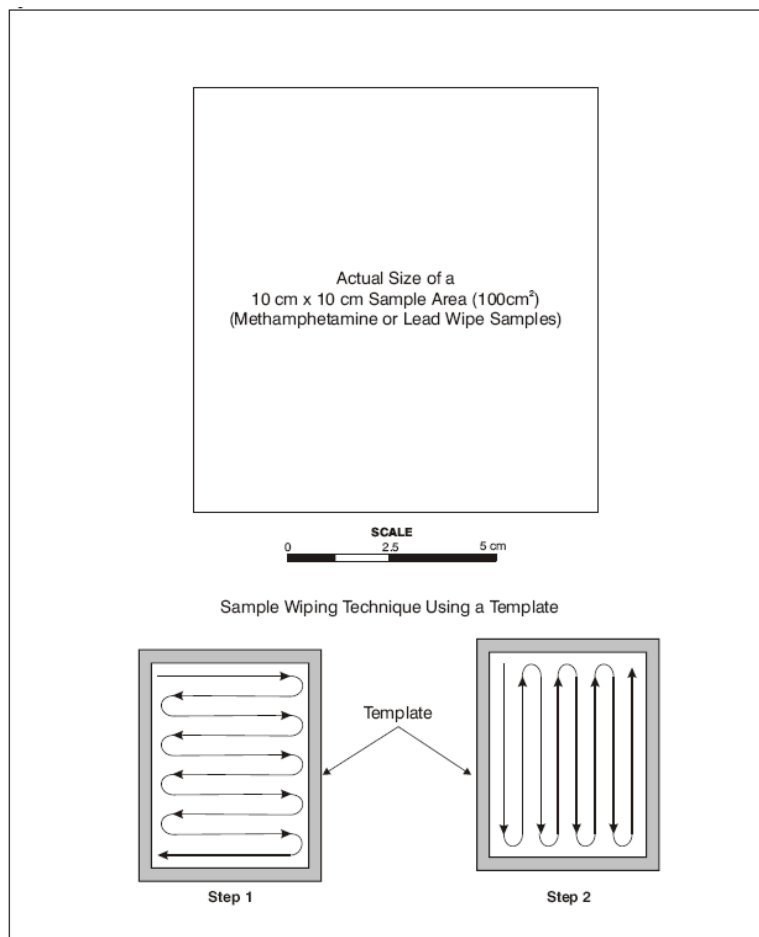 Actual Size of a
10 cm x 10 cm Sample Area (100cm²)
(Methamphetamine or Lead Wipe Samples)
SCALE
0 2.5 5 cm
Sample Wiping Technique Using a Template
Template
Step 1 Step 2